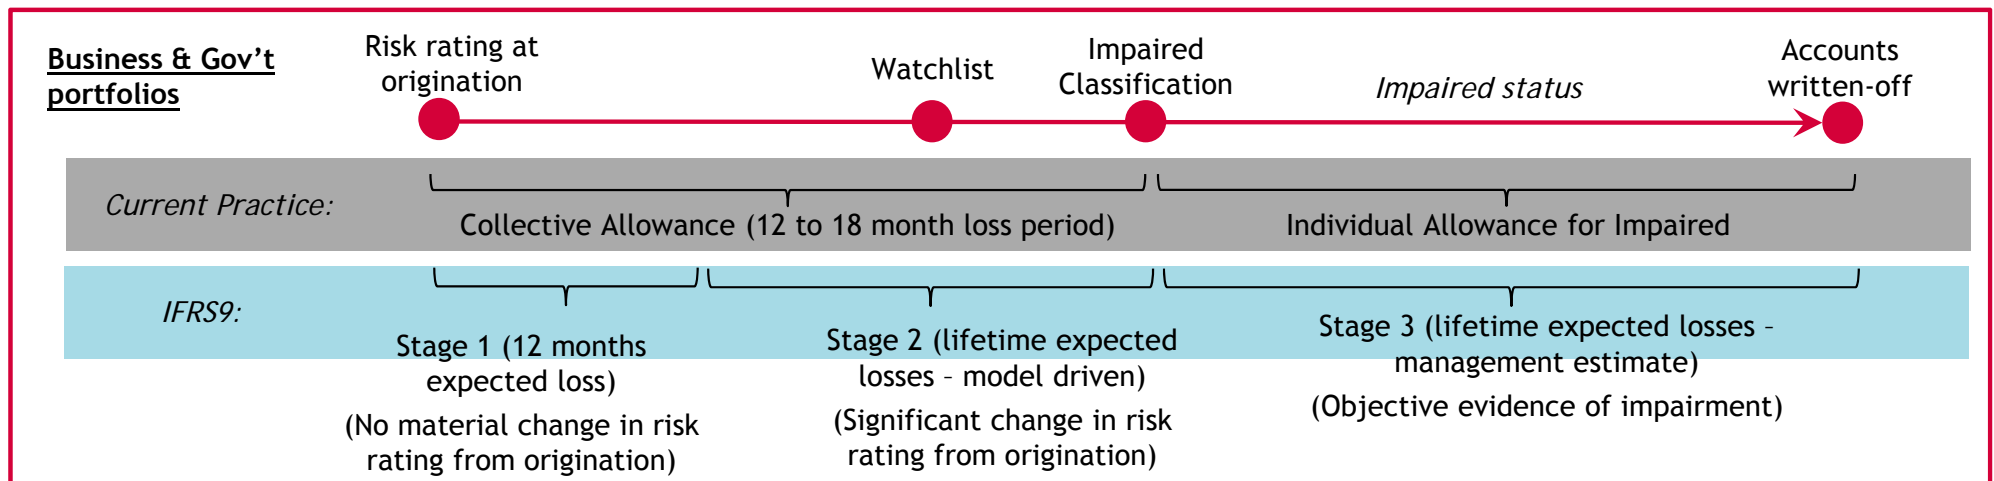 Business & Gov't
portfolios
Risk rating at
origination
Watchlist
Impaired
Classification
Impaired status
Accounts
written-off
Current Practice:
Collective Allowance (12 to 18 month loss period)
Individual Allowance for Impaired
IFRS9:
Stage 1 (12 months
expected loss)
(No material change in risk
rating from origination)
Stage 2 (lifetime expected
losses – model driven)
(Significant change in risk
rating from origination)
Stage 3 (lifetime expected losses –
management estimate)
(Objective evidence of impairment)